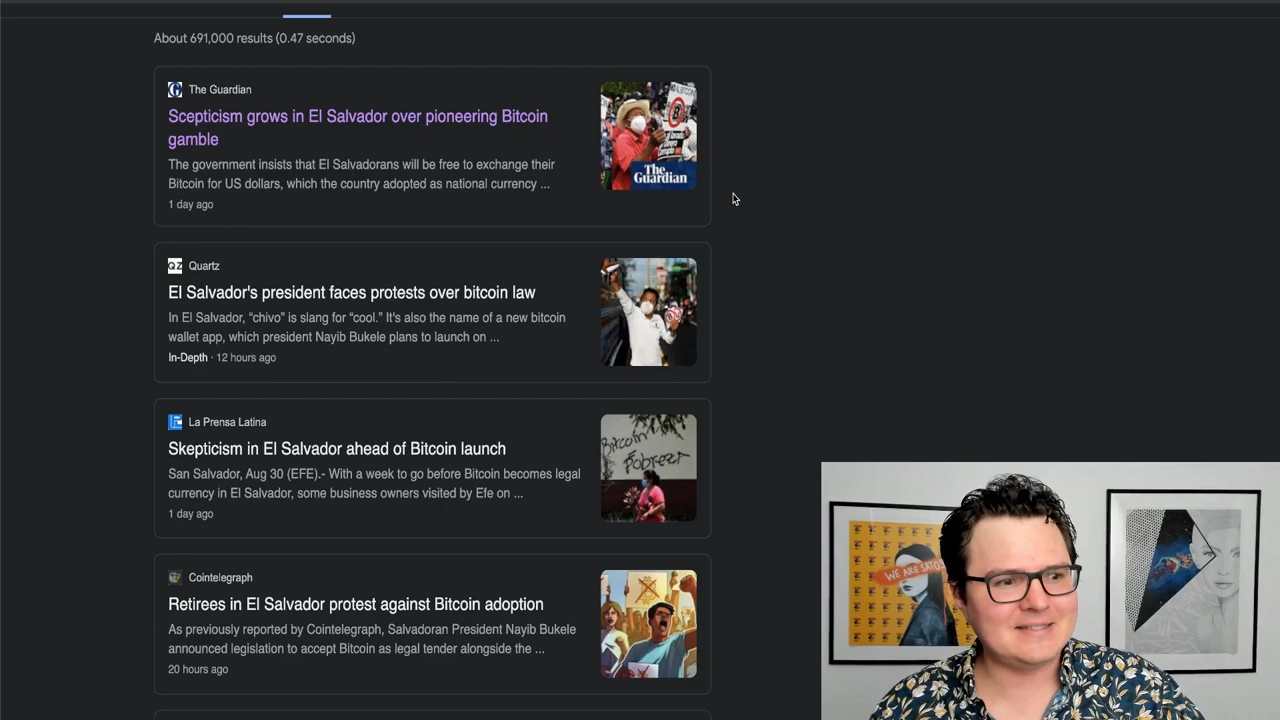 About 691,000 results (0.47 seconds)
The Guardian
Scepticism grows in El Salvador over pioneering Bitcoin
gamble
The government insists that El Salvadorans will be free to exchange their
Bitcoin for US dollars, which the country adopted as national currency ...
1 day ago
The
Guardian
QZ Quartz
El Salvador's president faces protests over bitcoin law
In El Salvador, “chivo” is slang for “cool.” It's also the name of a new bitcoin
wallet app, which president Nayib Bukele plans to launch on ...
In-Depth · 12 hours ago
La Prensa Latina
Skepticism in El Salvador ahead of Bitcoin launch
San Salvador, Aug 30 (EFE).- With a week to go before Bitcoin becomes legal
currency in El Salvador, some business owners visited by Efe on ...
1 day ago
Bitcoin
Pobreza
Cointelegraph
Retirees in El Salvador protest against Bitcoin adoption
As previously reported by Cointelegraph, Salvadoran President Nayib Bukele
announced legislation to accept Bitcoin as legal tender alongside the ...
20 hours ago
WE ARE SATOS